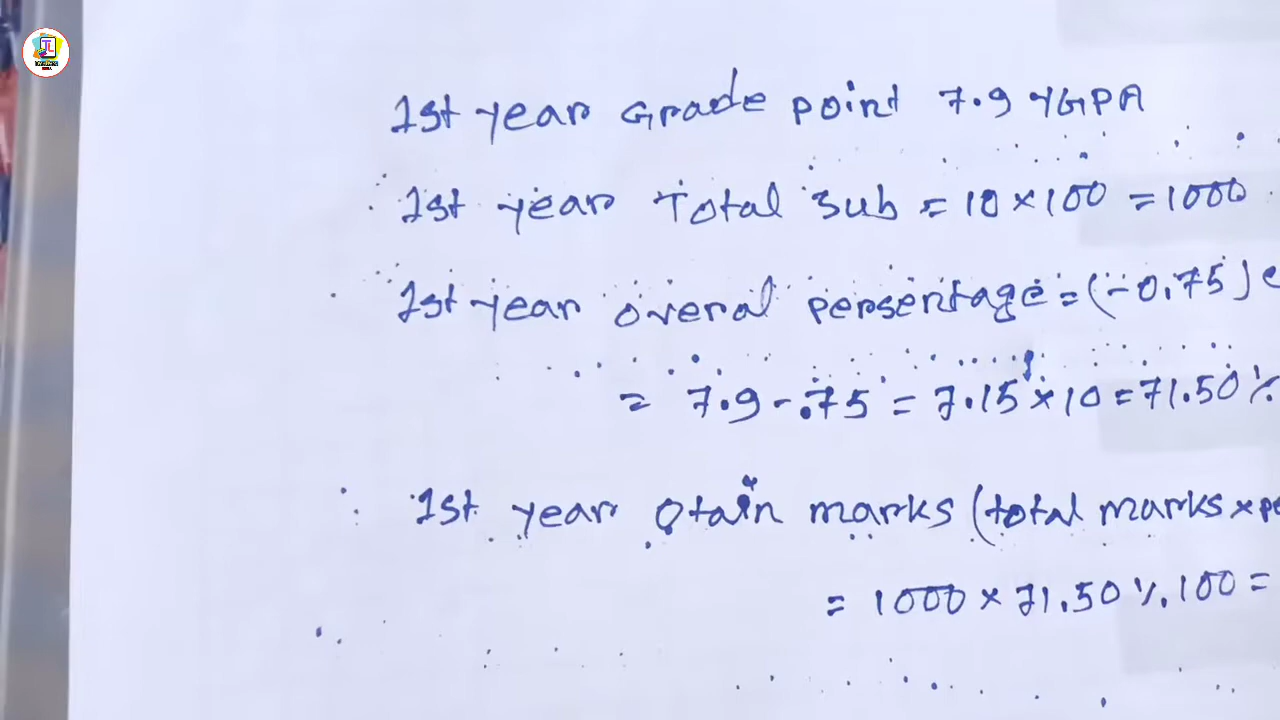 1st year Grade point 7.9 YGPA
1st year Total sub = 10 × 100 = 1000
1st year overal persentage = (-0.75)
= 7.9 - .75 = 7.15 × 10 = 71.50 %
1st year Otain marks (total marks ×
= 1000 × 71.50 %. 100 =